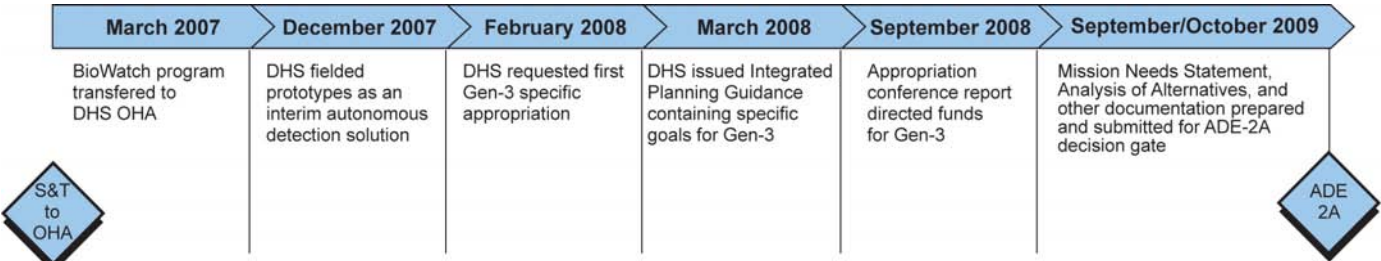 March 2007
December 2007
February 2008
March 2008
September 2008
September/October 2009
BioWatch program
transfered to
DHS OHA
DHS fielded
prototypes as an
interim autonomous
detection solution
DHS requested first
Gen-3 specific
appropriation
DHS issued Integrated
Planning Guidance
containing specific
goals for Gen-3
Appropriation
conference report
directed funds
for Gen-3
Mission Needs Statement,
Analysis of Alternatives, and
other documentation prepared
and submitted for ADE-2A
decision gate
S&T
to
OHA
ADE
2A